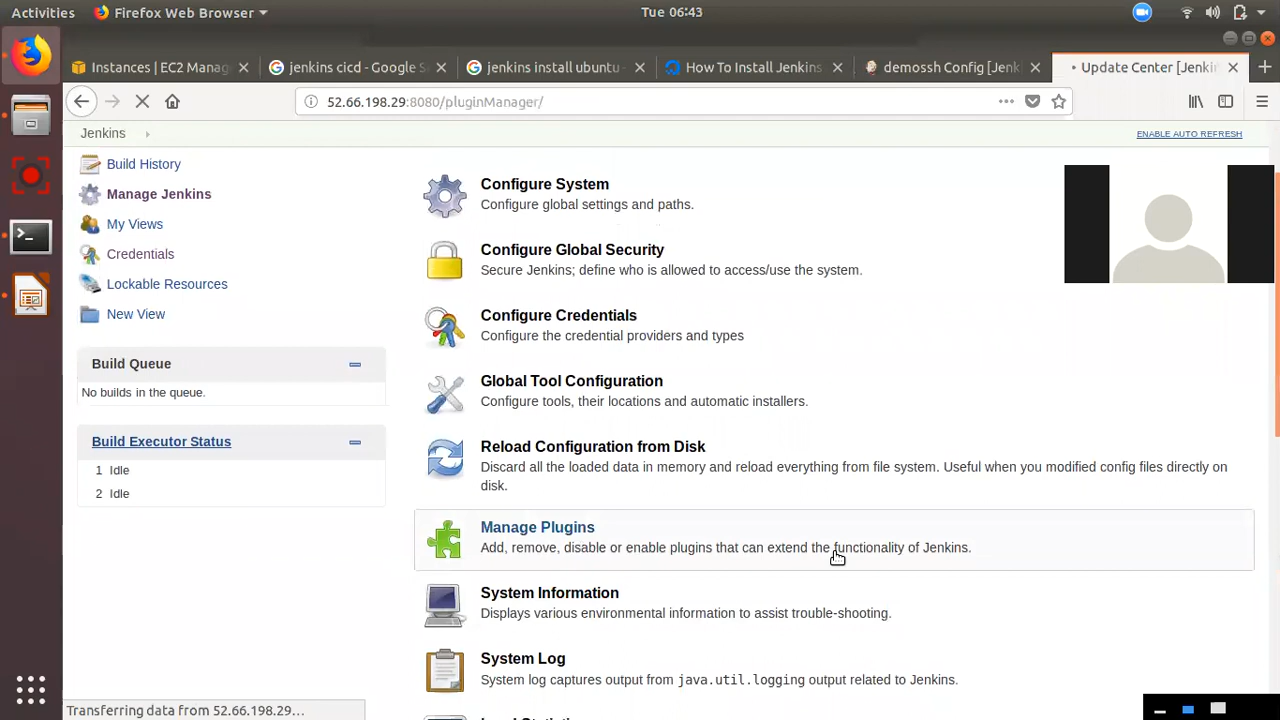 Activities Firefox Web Browser Tue 06:43
Instances | EC2 Manag jenkins cicd - Google S jenkins install ubuntu - How To Install Jenkins demossh Config [Jenk Update Center [Jenki
52.66.198.29:8080/pluginManager/
Jenkins ENABLE AUTO REFRESH
Build History
Manage Jenkins
My Views
Credentials
Lockable Resources
New View
Build Queue
No builds in the queue.
Build Executor Status
1 Idle
2 Idle
Configure System
Configure global settings and paths.
Configure Global Security
Secure Jenkins; define who is allowed to access/use the system.
Configure Credentials
Configure the credential providers and types
Global Tool Configuration
Configure tools, their locations and automatic installers.
Reload Configuration from Disk
Discard all the loaded data in memory and reload everything from file system. Useful when you modified config files directly on
disk.
Manage Plugins
Add, remove, disable or enable plugins that can extend the functionality of Jenkins.
System Information
Displays various environmental information to assist trouble-shooting.
System Log
System log captures output from java.util.logging output related to Jenkins.
Transferring data from 52.66.198.29...